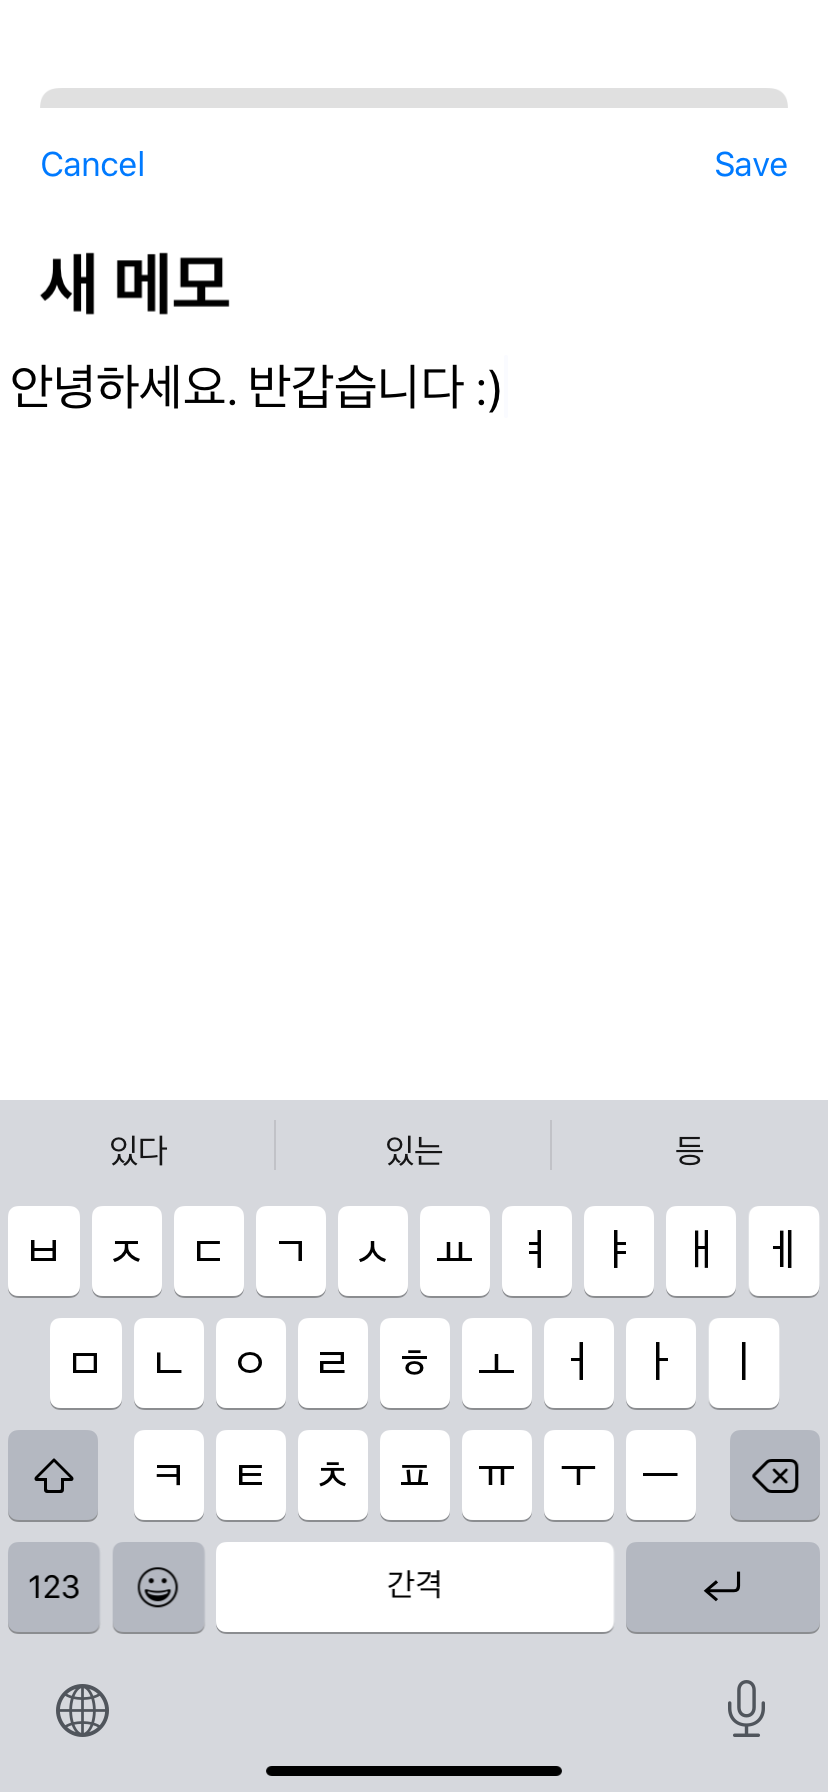 Cancel Save
새 메모
안녕하세요. 반갑습니다 :)
있다 있는 등
ㅂ ㅈ ㄷ ㄱ ㅅ ㅛ ㅕ ㅑ ㅐ ㅔ
ㅁ ㄴ ㅇ ㄹ ㅎ ㅗ ㅓ ㅏ ㅣ
ㅋ ㅌ ㅊ ㅍ ㅠ ㅜ ㅡ
123 간격